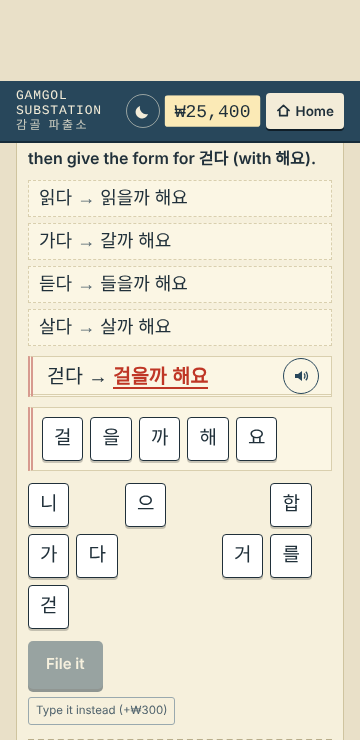 GAMGOL
SUBSTATION
감골 파출소
₩25,400
Home
then give the form for 걷다 (with 해요).
읽다 → 읽을까 해요
가다 → 갈까 해요
듣다 → 들을까 해요
살다 → 살까 해요
걷다 → 걸을까 해요
걸 을 까 해 요
니 으 합
가 다 거 를
걷
File it
Type it instead (+₩300)